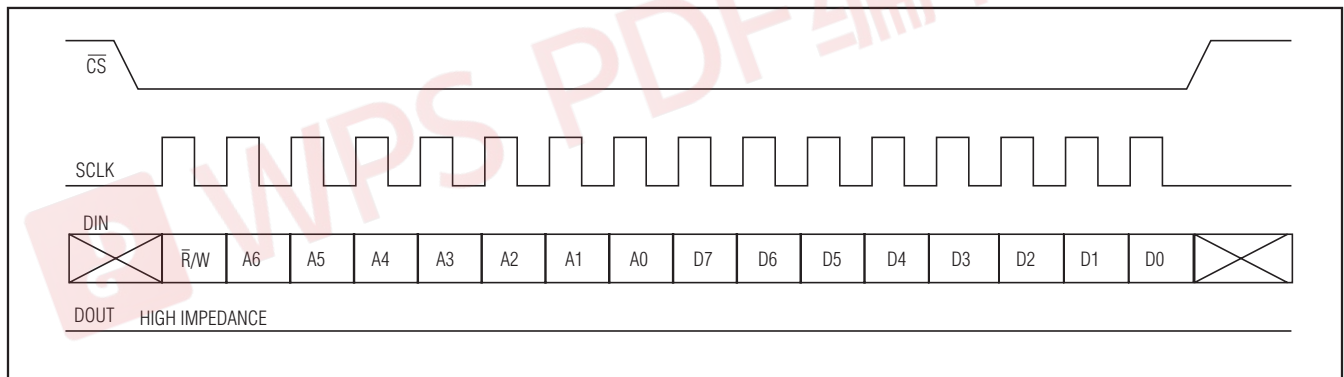 WPS PDF
CS
SCLK
DIN
R/W A6 A5 A4 A3 A2 A1 A0 D7 D6 D5 D4 D3 D2 D1 D0
DOUT HIGH IMPEDANCE